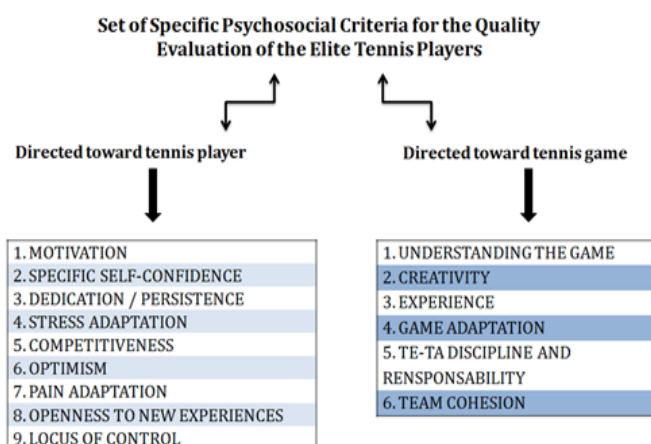 Set of Specific Psychosocial Criteria for the Quality
Evaluation of the Elite Tennis Players
Directed toward tennis player
Directed toward tennis game
1. MOTIVATION
2. SPECIFIC SELF-CONFIDENCE
3. DEDICATION / PERSISTENCE
4. STRESS ADAPTATION
5. COMPETITIVENESS
6. OPTIMISM
7. PAIN ADAPTATION
8. OPENNESS TO NEW EXPERIENCES
9. LOCUS OF CONTROL
1. UNDERSTANDING THE GAME
2. CREATIVITY
3. EXPERIENCE
4. GAME ADAPTATION
5. TE-TA DISCIPLINE AND
RENSPONSABILITY
6. TEAM COHESION